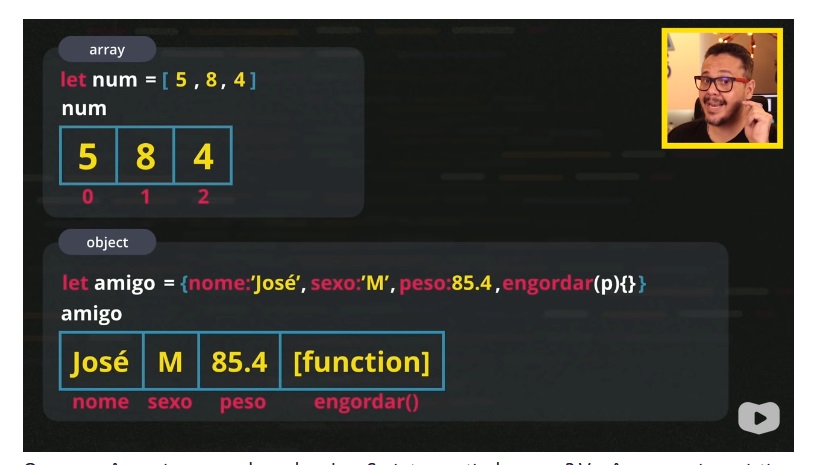 array
let num = [ 5 , 8 , 4 ]
num
5 8 4
0 1 2
object
let amigo = {nome:'José', sexo:'M', peso:85.4 ,engordar(p){}}
amigo
José M 85.4 [function]
nome sexo peso engordar()